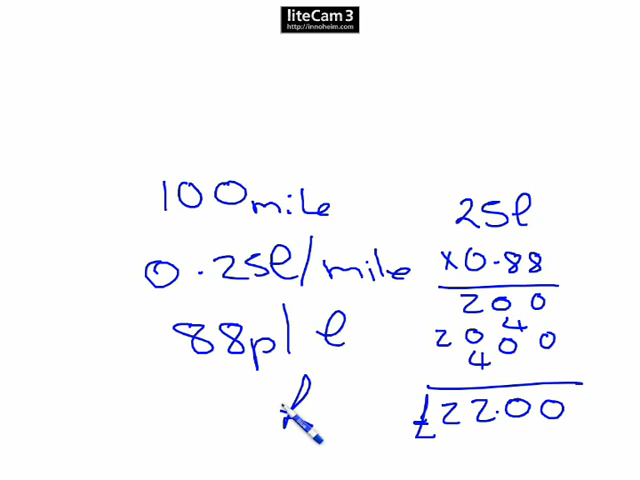 liteCam 3
http://innoheim.com
100mile
0.25l/mile
88p/l
£
25l
x0.88
200
2000
4
4
£22.00